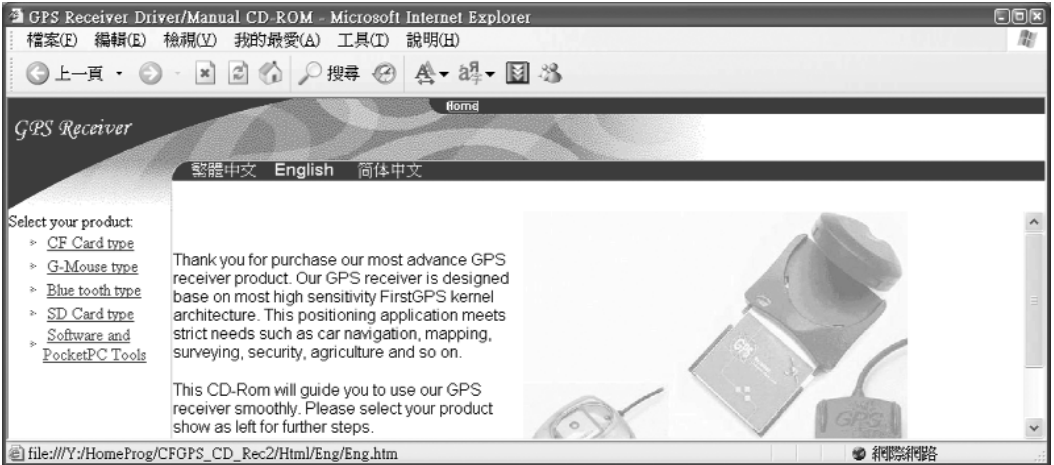 GPS Receiver Driver/Manual CD-ROM - Microsoft Internet Explorer
檔案(F) 編輯(E) 檢視(V) 我的最愛(A) 工具(T) 說明(H)
上一頁 搜尋
Home
GPS Receiver
繁體中文 English 简体中文
Select your product:
CF Card type
G-Mouse type
Blue tooth type
SD Card type
Software and
PocketPC Tools
Thank you for purchase our most advance GPS
receiver product. Our GPS receiver is designed
base on most high sensitivity FirstGPS kernel
architecture. This positioning application meets
strict needs such as car navigation, mapping,
surveying, security, agriculture and so on.
This CD-Rom will guide you to use our GPS
receiver smoothly. Please select your product
show as left for further steps.
GPS
GPS
file:///Y:/HomeProg/CFGPS_CD_Rec2/Html/Eng/Eng.htm
網際網路